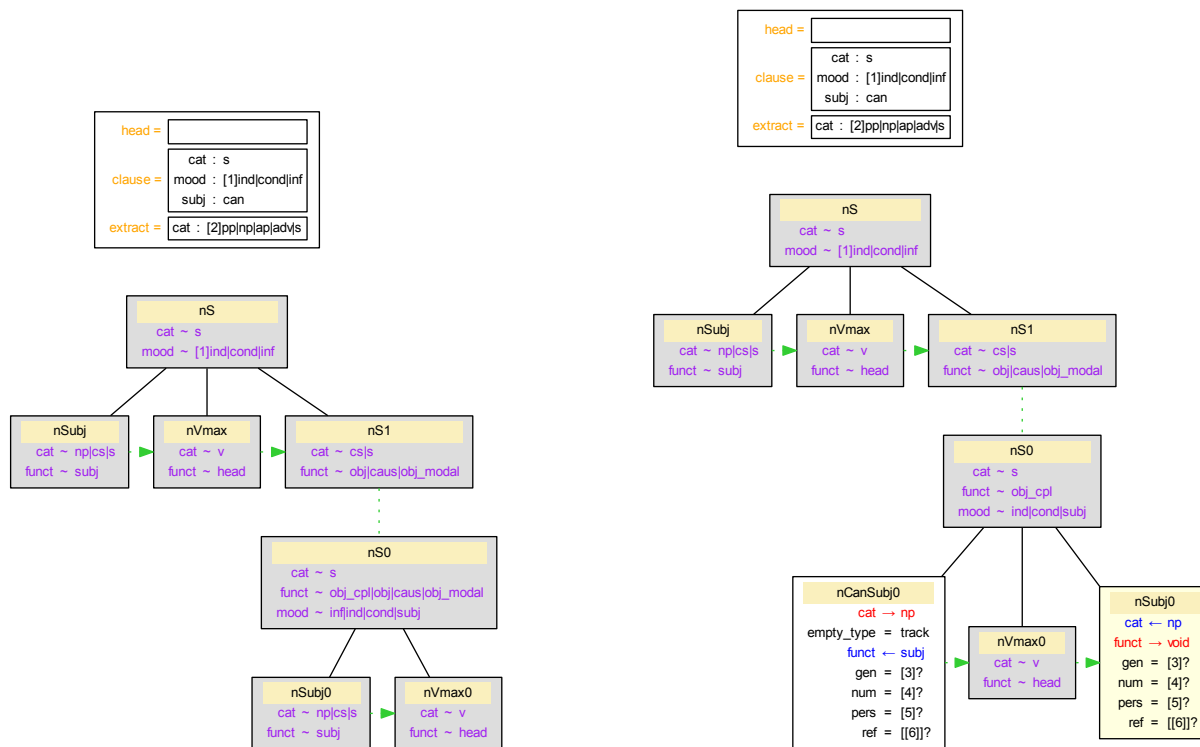 head =
clause =
cat : s
mood : [1]ind|cond|inf
subj : can
extract = cat : [2]pp|np|ap|adv|s
nS
cat ~ s
mood ~ [1]ind|cond|inf
nSubj
cat ~ np|cs|s
funct ~ subj
nVmax
cat ~ v
funct ~ head
nS1
cat ~ cs|s
funct ~ obj|caus|obj_modal
nS0
cat ~ s
funct ~ obj_cpl|obj|caus|obj_modal
mood ~ inf|ind|cond|subj
nSubj0
cat ~ np|cs|s
funct ~ subj
nVmax0
cat ~ v
funct ~ head
head =
clause =
cat : s
mood : [1]ind|cond|inf
subj : can
extract = cat : [2]pp|np|ap|adv|s
nS
cat ~ s
mood ~ [1]ind|cond|inf
nSubj
cat ~ np|cs|s
funct ~ subj
nVmax
cat ~ v
funct ~ head
nS1
cat ~ cs|s
funct ~ obj|caus|obj_modal
nS0
cat ~ s
funct ~ obj_cpl
mood ~ ind|cond|subj
nCanSubj0
cat → np
empty_type = track
funct ← subj
gen = [3]?
num = [4]?
pers = [5]?
ref = [[6]]?
nVmax0
cat ~ v
funct ~ head
nSubj0
cat ← np
funct → void
gen = [3]?
num = [4]?
pers = [5]?
ref = [[6]]?